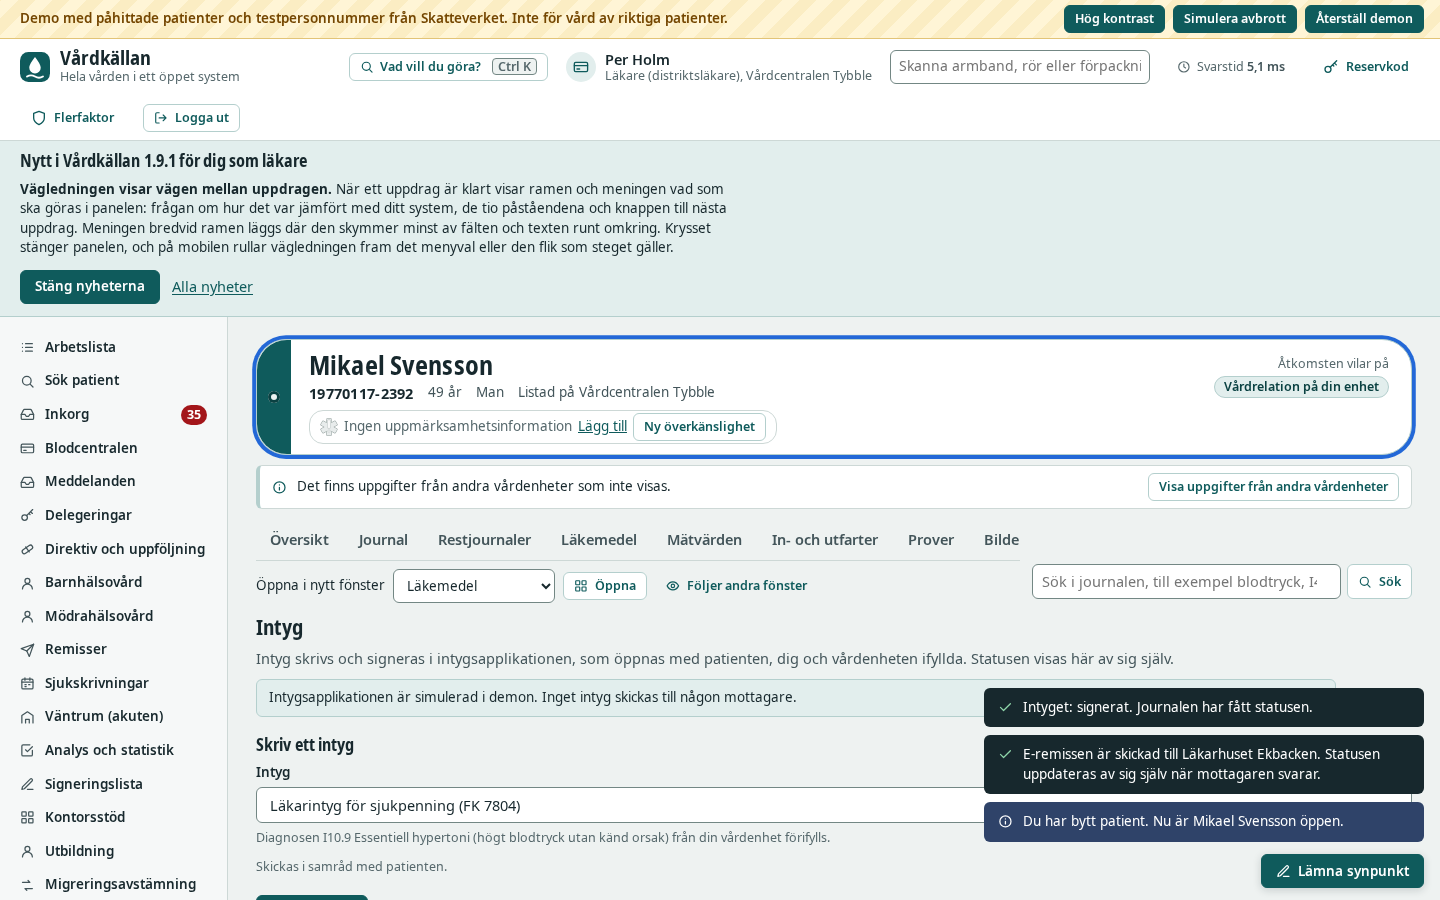 Demo med påhittade patienter och testpersonnummer från Skatteverket. Inte för vård av riktiga patienter.
Hög kontrast
Simulera avbrott
Återställ demon
Vårdkällan
Hela vården i ett öppet system
Vad vill du göra? Ctrl K
Per Holm
Läkare (distriktsläkare), Vårdcentralen Tybble
Skanna armband, rör eller förpackni
Svarstid 5,1 ms
Reservkod
Flerfaktor
Logga ut
Nytt i Vårdkällan 1.9.1 för dig som läkare
Vägledningen visar vägen mellan uppdragen. När ett uppdrag är klart visar ramen och meningen vad som
ska göras i panelen: frågan om hur det var jämfört med ditt system, de tio påståendena och knappen till nästa
uppdrag. Meningen bredvid ramen läggs där den skymmer minst av fälten och texten runt omkring. Krysset
stänger panelen, och på mobilen rullar vägledningen fram det menyval eller den flik som steget gäller.
Stäng nyheterna
Alla nyheter
Arbetslista
Sök patient
Inkorg 35
Blodcentralen
Meddelanden
Delegeringar
Direktiv och uppföljning
Barnhälsovård
Mödrahälsovård
Remisser
Sjukskrivningar
Väntrum (akuten)
Analys och statistik
Signeringslista
Kontorsstöd
Utbildning
Migreringsavstämning
Mikael Svensson
19770117-2392 49 år Man Listad på Vårdcentralen Tybble
Ingen uppmärksamhetsinformation Lägg till Ny överkänslighet
Åtkomsten vilar på
Vårdrelation på din enhet
Det finns uppgifter från andra vårdenheter som inte visas.
Visa uppgifter från andra vårdenheter
Översikt Journal Restjournaler Läkemedel Mätvärden In- och utfarter Prover Bilde
Öppna i nytt fönster Läkemedel Öppna Följer andra fönster
Sök i journalen, till exempel blodtryck, I4 Sök
Intyg
Intyg skrivs och signeras i intygsapplikationen, som öppnas med patienten, dig och vårdenheten ifyllda. Statusen visas här av sig själv.
Intygsapplikationen är simulerad i demon. Inget intyg skickas till någon mottagare.
Skriv ett intyg
Intyg
Läkarintyg för sjukpenning (FK 7804)
Diagnosen I10.9 Essentiell hypertoni (högt blodtryck utan känd orsak) från din vårdenhet förifylls.
Skickas i samråd med patienten.
Intyget: signerat. Journalen har fått statusen.
E-remissen är skickad till Läkarhuset Ekbacken. Statusen
uppdateras av sig själv när mottagaren svarar.
Du har bytt patient. Nu är Mikael Svensson öppen.
Lämna synpunkt